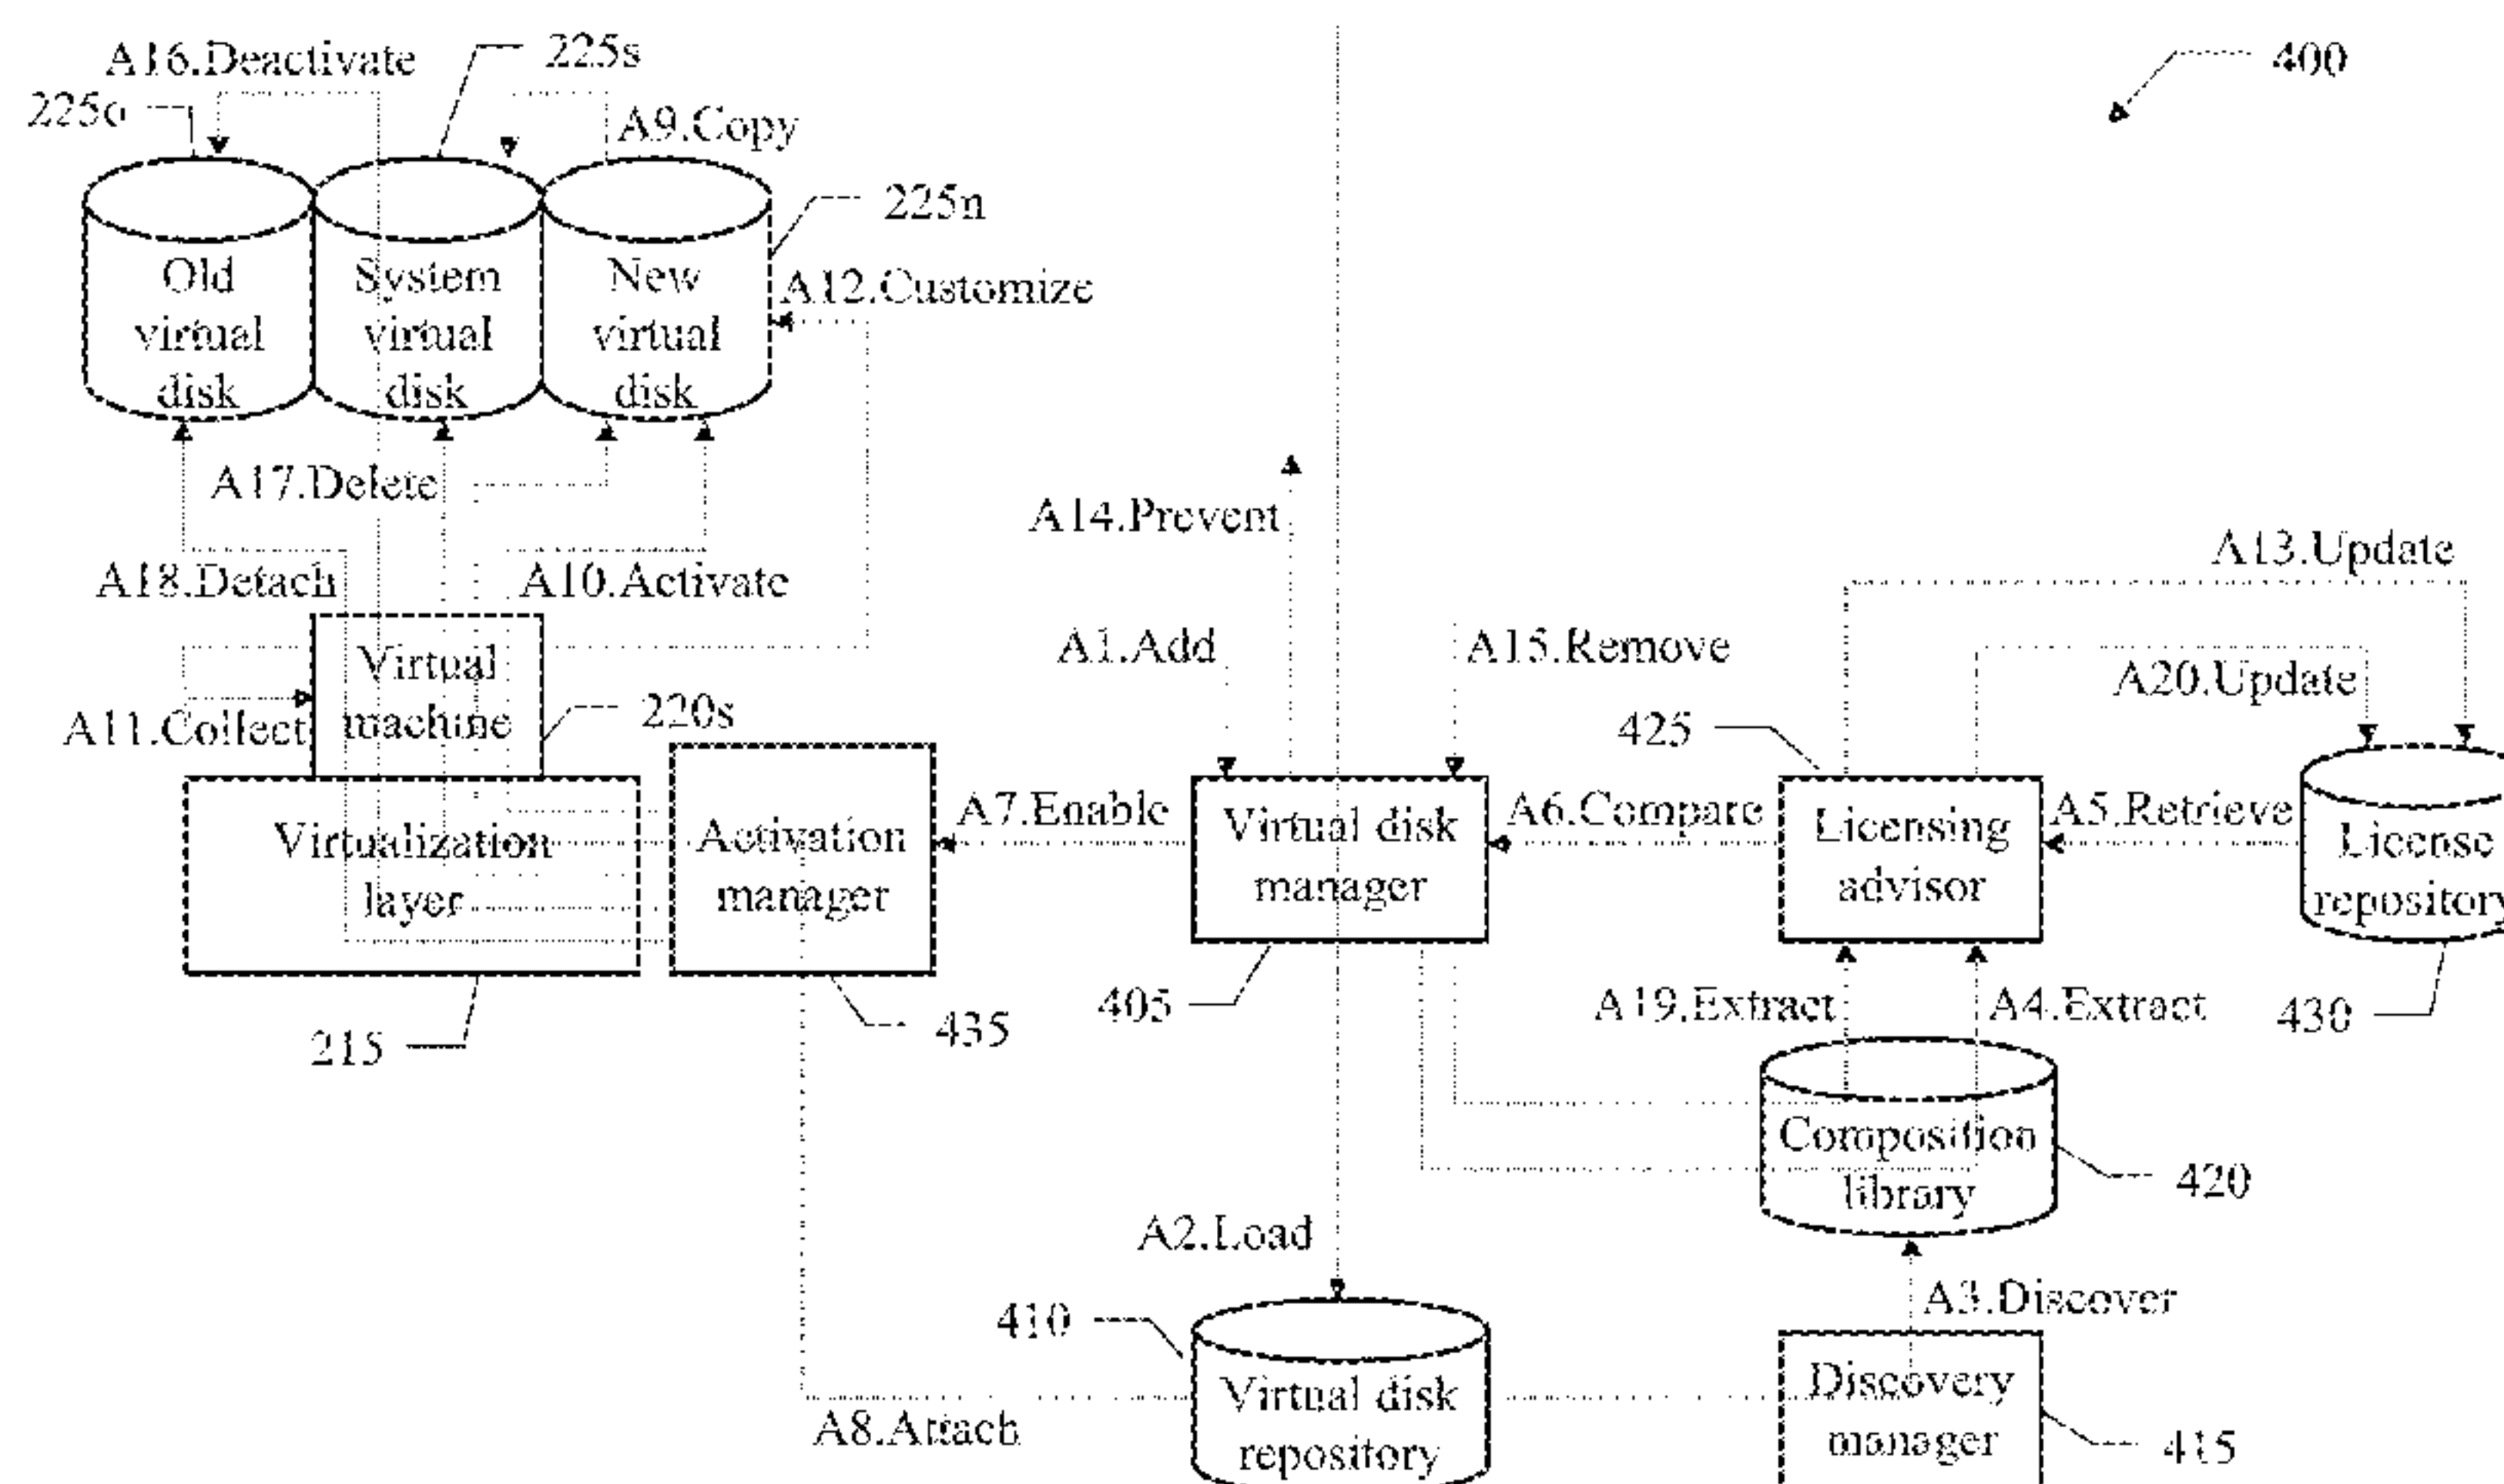 A16.Deactivate
225s
400
225o
A9.Copy
225n
Old
virtual
disk
System
virtual
disk
New
virtual
disk
A12.Customize
A17.Delete
A14.Prevent
A13.Update
A18.Detach
A10.Activate
A1.Add
A15.Remove
A20.Update
Virtual
machine
A11.Collect
220s
425
A7.Enable
A6.Compare
A5.Retrieve
Virtualization
layer
Activation
manager
Virtual disk
manager
Licensing
advisor
License
repository
215
435
405
A19.Extract
A4.Extract
430
Composition
library
420
A2.Load
A3.Discover
410
A8.Attach
Virtual disk
repository
Discovery
manager
415